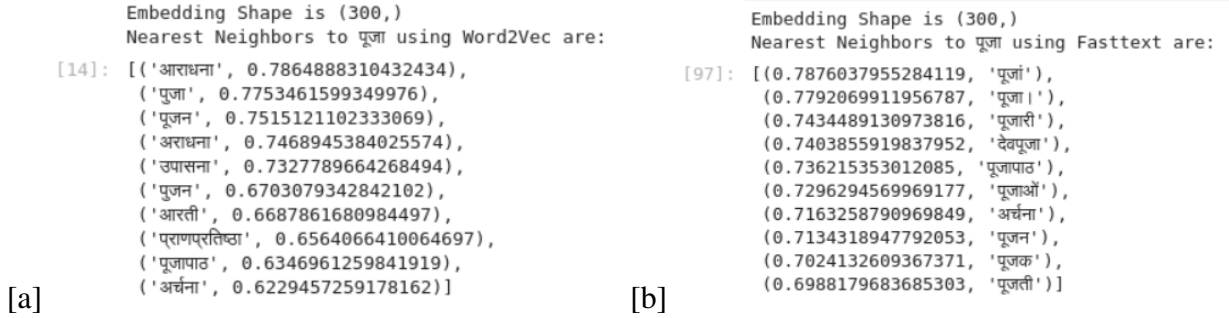 Embedding Shape is (300,)
Nearest Neighbors to पूजा using Word2Vec are:
[14]: [('आराधना', 0.7864888310432434),
('पुजा', 0.77534615993499​76),
('पूजन', 0.7515121102333069),
('अराधना', 0.7468945384025574),
('उपासना', 0.7327789664268494),
('पुजन', 0.6703079342842102),
('आरती', 0.6687861680984497),
('प्राणप्रतिष्ठा', 0.6564066410064697),
('पूजापाठ', 0.6346961259841919),
('अर्चना', 0.6229457259178162)]
[a]
Embedding Shape is (300,)
Nearest Neighbors to पूजा using Fasttext are:
[97]: [(0.7876037955284119, 'पूजां'),
(0.7792069911956787, 'पूजा।'),
(0.7434489130973816, 'पूजारी'),
(0.7403855919837952, 'देवपूजा'),
(0.736215353012085, 'पूजापाठ'),
(0.7296294569969177, 'पूजाओं'),
(0.7163258790969849, 'अर्चना'),
(0.7134318947792053, 'पूजन'),
(0.7024132609367371, 'पूजक'),
(0.6988179683685303, 'पूजती')]
[b]